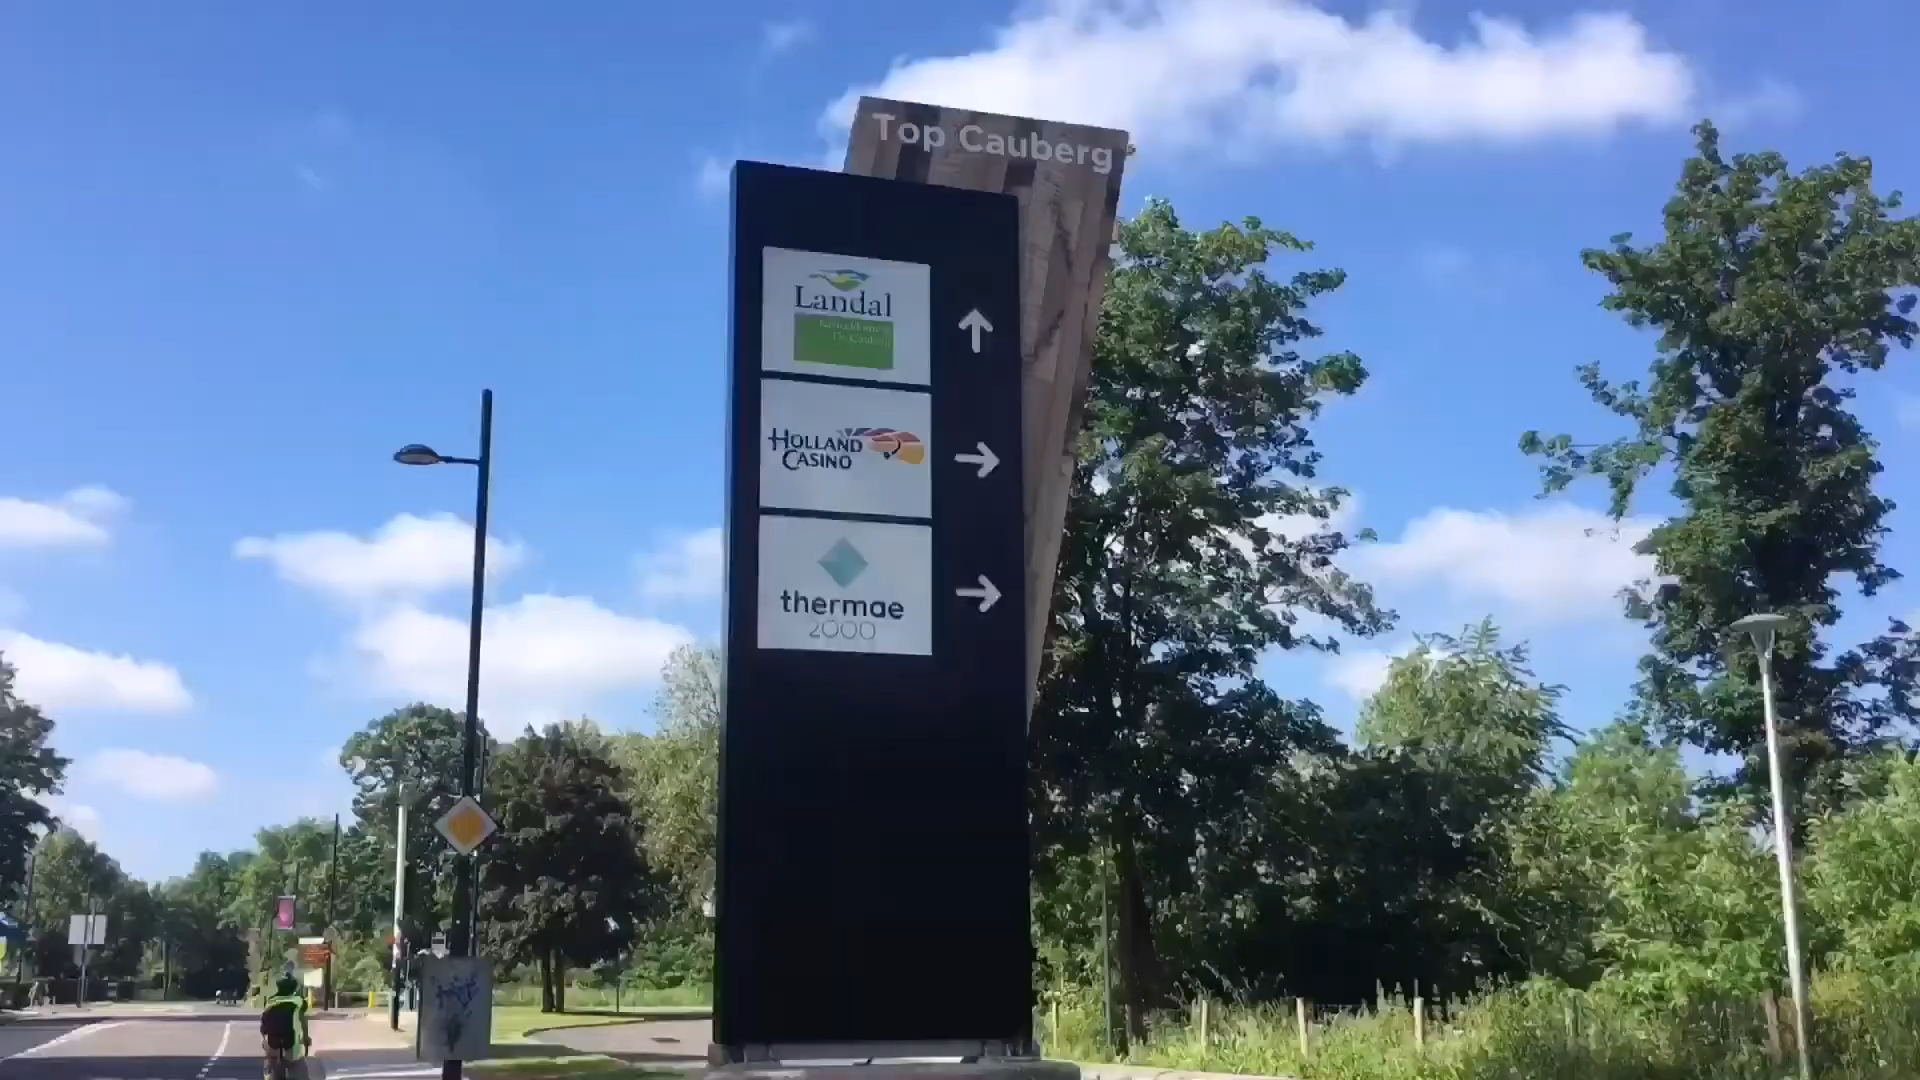 Top Cauberg
Landal
HOLLAND
CASINO
thermae
2000